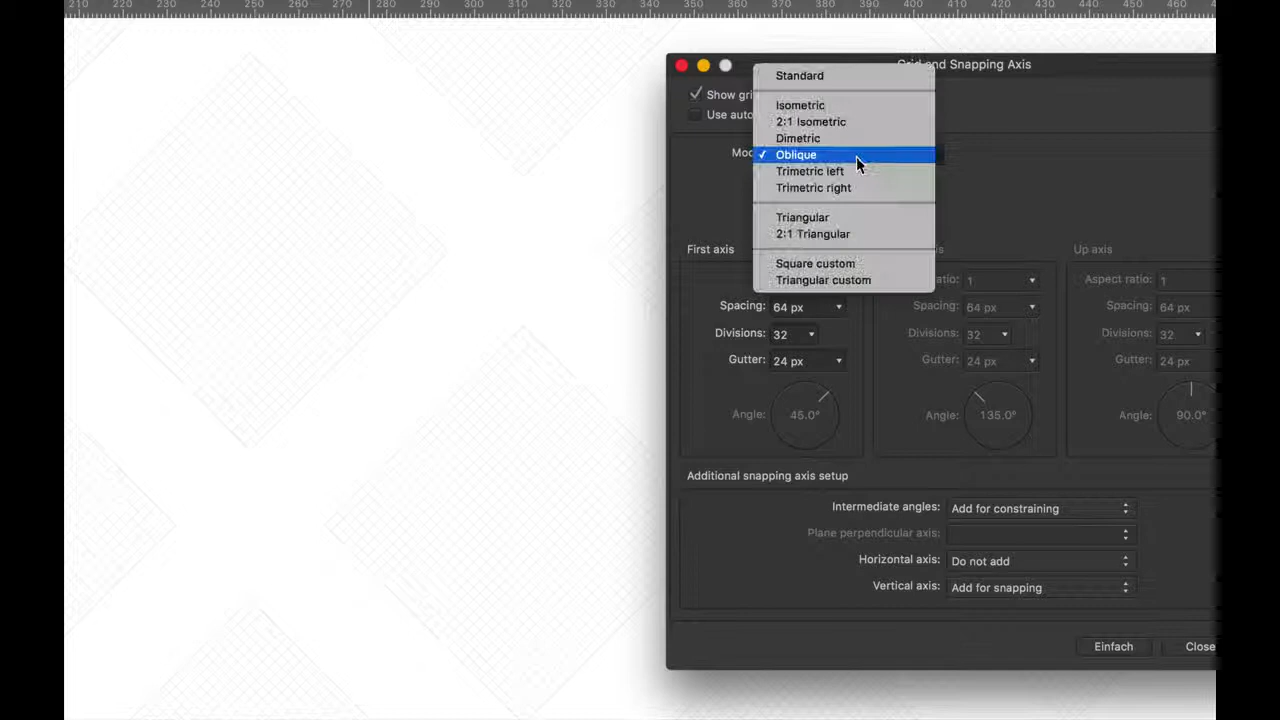 210 220 230 240 250 260 270 280 290 300 310 320 330 340 350 360 370 380 390 400 410 420 430 440 450 460
Grid and Snapping Axis
Standard
Show gri
Isometric
Use auto
2:1 Isometric
Dimetric
Mod
Oblique
Trimetric left
Trimetric right
Triangular
2:1 Triangular
First axis
Up axis
Square custom
Triangular custom
ratio: 1
Aspect ratio: 1
Spacing: 64 px
Spacing: 64 px
Spacing: 64 px
Divisions: 32
Divisions: 32
Divisions: 32
Gutter: 24 px
Gutter: 24 px
Gutter: 24 px
Angle: 45.0°
Angle: 135.0°
Angle: 90.0°
Additional snapping axis setup
Intermediate angles: Add for constraining
Plane perpendicular axis:
Horizontal axis: Do not add
Vertical axis: Add for snapping
Einfach
Close